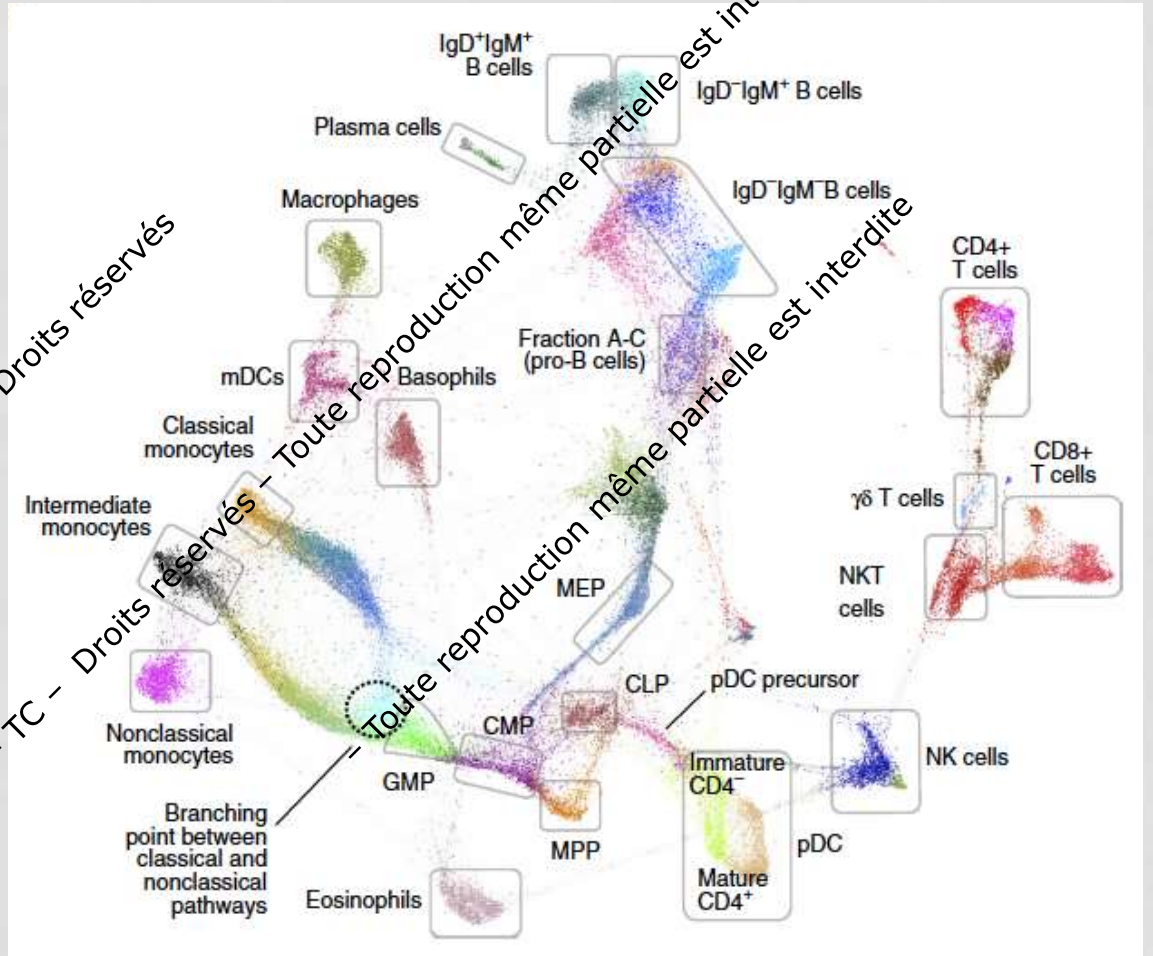 IgD⁺IgM⁺
B cells
IgD⁻IgM⁺ B cells
Plasma cells
IgD⁻IgM⁻B cells
Macrophages
CD4+
T cells
Fraction A-C
(pro-B cells)
mDCs
Basophils
Classical
monocytes
CD8+
T cells
Intermediate
monocytes
γδ T cells
MEP
NKT
cells
CLP
pDC precursor
CMP
Nonclassical
monocytes
GMP
Immature
CD4⁻
NK cells
Branching
point between
classical and
nonclassical
pathways
MPP
pDC
Mature
CD4⁺
Eosinophils
Droits réservés
TC – Droits réservés – Toute reproduction même partielle est
– Toute reproduction même partielle est interdite